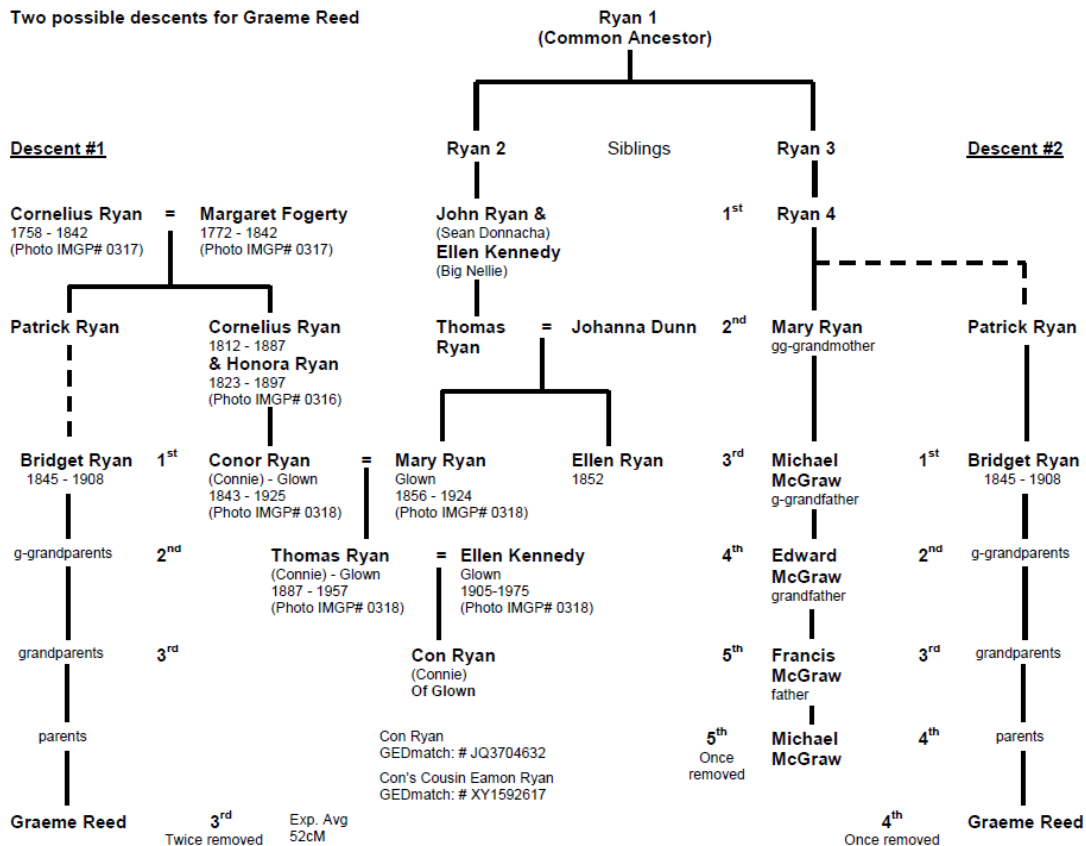 Two possible descents for Graeme Reed
Ryan 1
(Common Ancestor)
Descent #1
Ryan 2
Siblings
Ryan 3
Descent #2
Cornelius Ryan = Margaret Fogerty
1758 - 1842 1772 - 1842
(Photo IMGP# 0317) (Photo IMGP# 0317)
John Ryan &
(Sean Donnacha)
Ellen Kennedy
(Big Nellie)
1st
Ryan 4
Patrick Ryan
Cornelius Ryan
1812 - 1887
& Honora Ryan
1823 - 1897
(Photo IMGP# 0316)
Thomas = Johanna Dunn
Ryan
2nd
Mary Ryan
gg-grandmother
Patrick Ryan
Bridget Ryan
1845 - 1908
1st
Conor Ryan =
(Connie) - Glown
1843 - 1925
(Photo IMGP# 0318)
Mary Ryan
Glown
1856 - 1924
(Photo IMGP# 0318)
Ellen Ryan
1852
3rd
Michael
McGraw
g-grandfather
1st
Bridget Ryan
1845 - 1908
g-grandparents
2nd
Thomas Ryan =
(Connie) - Glown
1887 - 1957
(Photo IMGP# 0318)
Ellen Kennedy
Glown
1905-1975
(Photo IMGP# 0318)
4th
Edward
McGraw
grandfather
2nd
g-grandparents
grandparents
3rd
Con Ryan
(Connie)
Of Glown
5th
Francis
McGraw
father
3rd
grandparents
parents
Con Ryan
GEDmatch: # JQ3704632
Con's Cousin Eamon Ryan
GEDmatch: # XY1592617
5th
Once
removed
Michael
McGraw
4th
parents
Graeme Reed
3rd
Twice removed
Exp. Avg
52cM
4th
Once removed
Graeme Reed